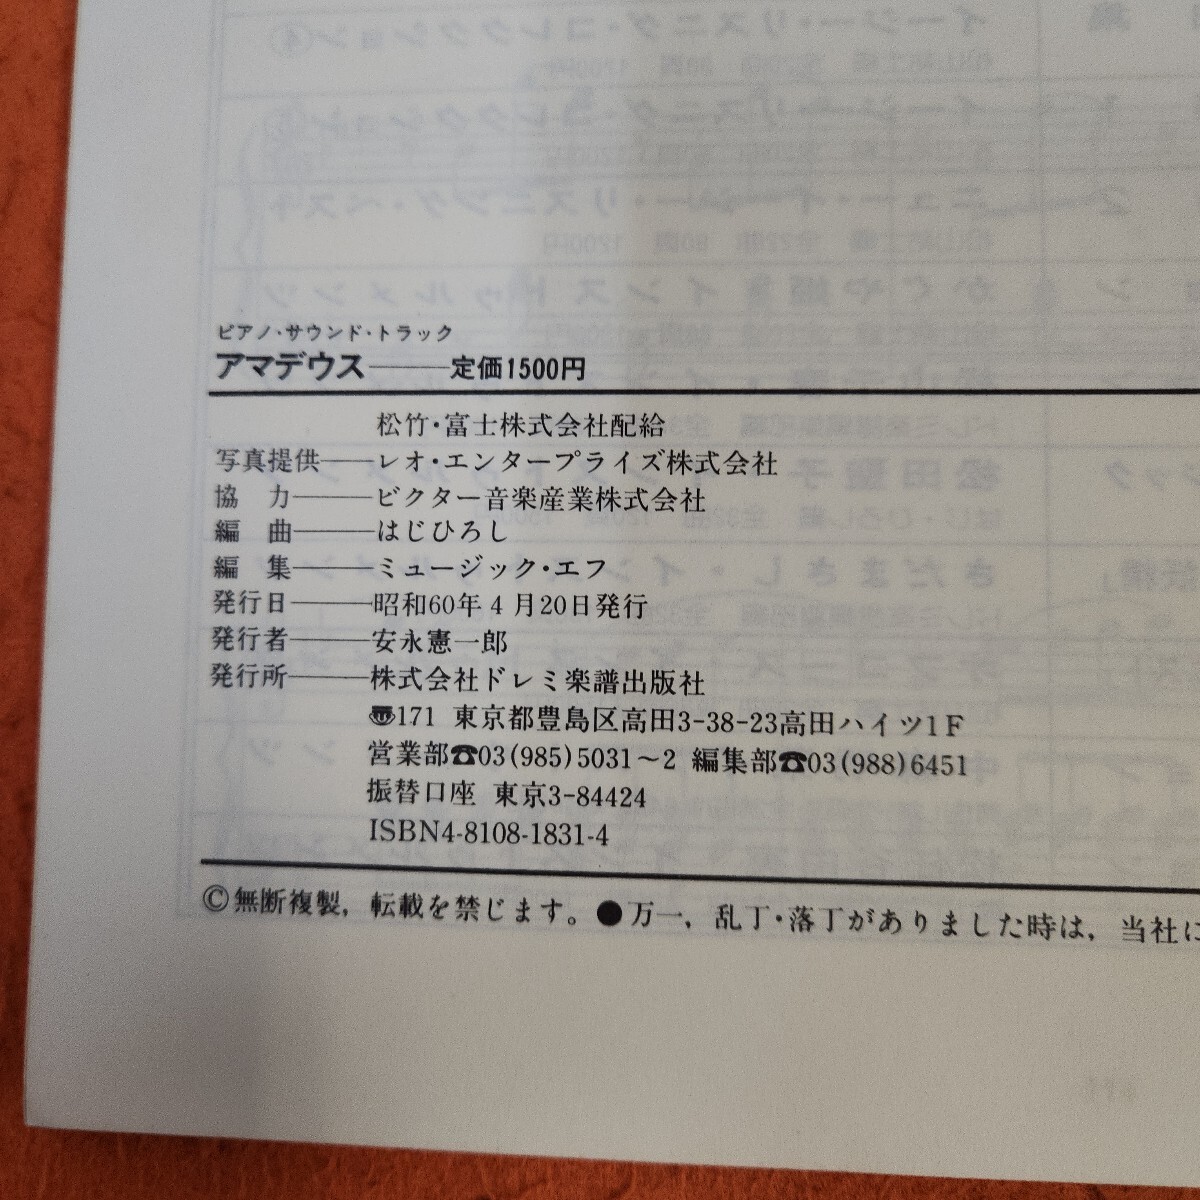 ピアノ・サウンド・トラック
アマデウス――定価1500円
松竹・富士株式会社配給
写真提供――レオ・エンタープライズ株式会社
協　力――ビクター音楽産業株式会社
編　曲――はじひろし
編　集――ミュージック・エフ
発行日――昭和60年4月20日発行
発行者――安永憲一郎
発行所――株式会社ドレミ楽譜出版社
〠171 東京都豊島区高田3-38-23高田ハイツ1F
営業部☎03(985)5031～2 編集部☎03(988)6451
振替口座 東京3-84424
ISBN4-8108-1831-4
©無断複製，転載を禁じます。●万一，乱丁・落丁がありました時は，当社に